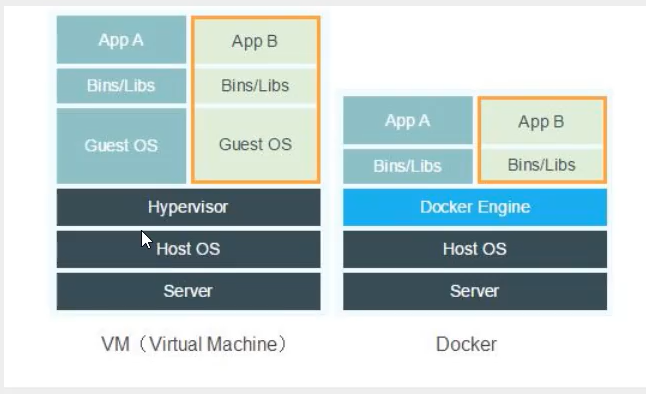 App A
App B
Bins/Libs
Bins/Libs
Guest OS
Guest OS
Hypervisor
Host OS
Server
VM（Virtual Machine）
App A
App B
Bins/Libs
Bins/Libs
Docker Engine
Host OS
Server
Docker